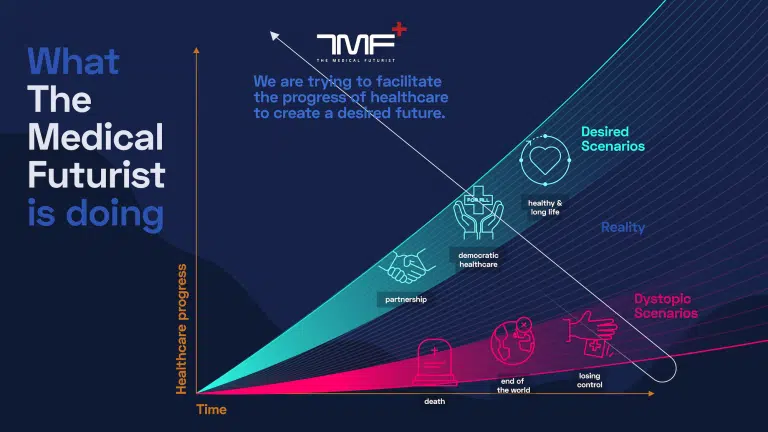 What
The
Medical
Futurist
is doing
TMF
THE MEDICAL FUTURIST
We are trying to facilitate
the progress of healthcare
to create a desired future.
Desired
Scenarios
healthy &
long life
FOR ALL
democratic
healthcare
Reality
partnership
Dystopic
Scenarios
losing
control
end of
the world
death
Healthcare progress
Time